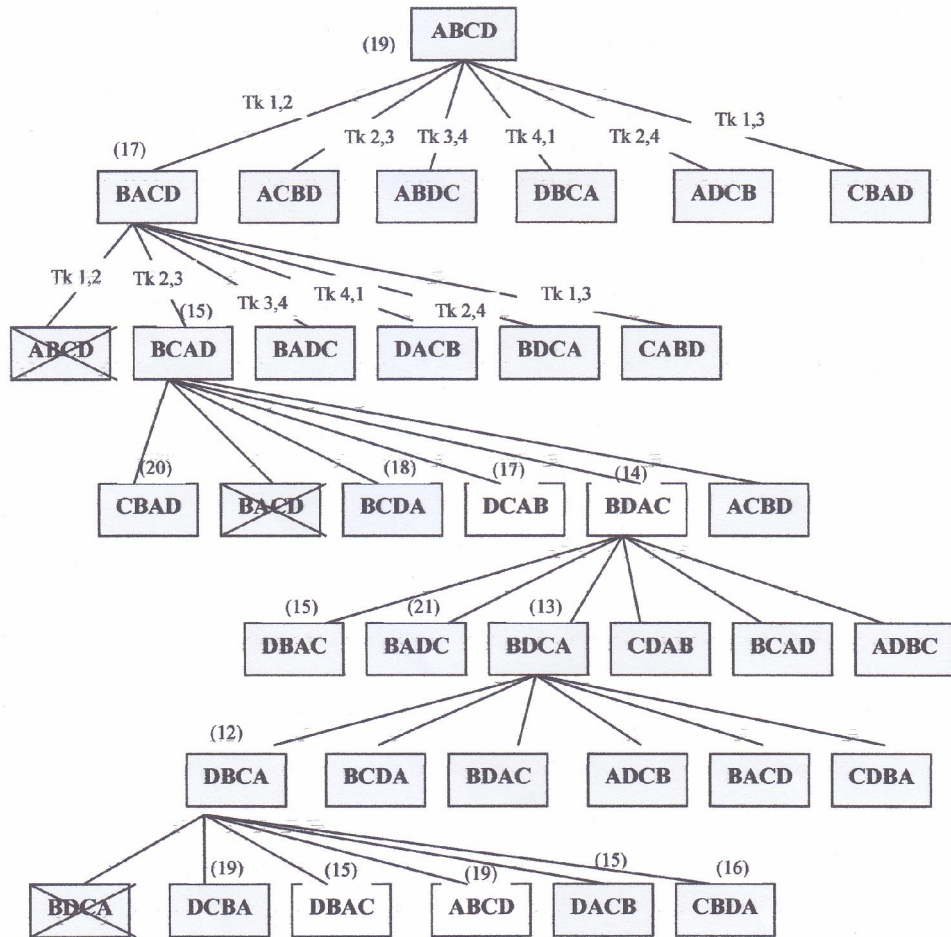 ABCD
(19)
Tk 1,2
Tk 2,3
Tk 3,4
Tk 4,1
Tk 2,4
Tk 1,3
(17)
BACD
ACBD
ABDC
DBCA
ADCB
CBAD
Tk 1,2
Tk 2,3
Tk 3,4
Tk 4,1
Tk 2,4
Tk 1,3
(15)
ABCD
BCAD
BADC
DACB
BDCA
CABD
(20)
(18)
(17)
(14)
CBAD
BACD
BCDA
DCAB
BDAC
ACBD
(15)
(21)
(13)
DBAC
BADC
BDCA
CDAB
BCAD
ADBC
(12)
DBCA
BCDA
BDAC
ADCB
BACD
CDBA
(19)
(15)
(19)
(15)
(16)
BDCA
DCBA
DBAC
ABCD
DACB
CBDA